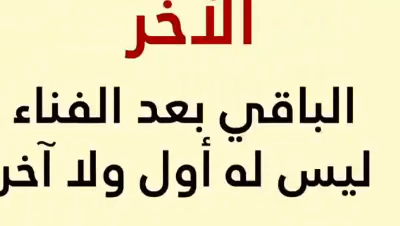 الآخر
الباقي بعد الفناء
ليس له أول ولا آخر